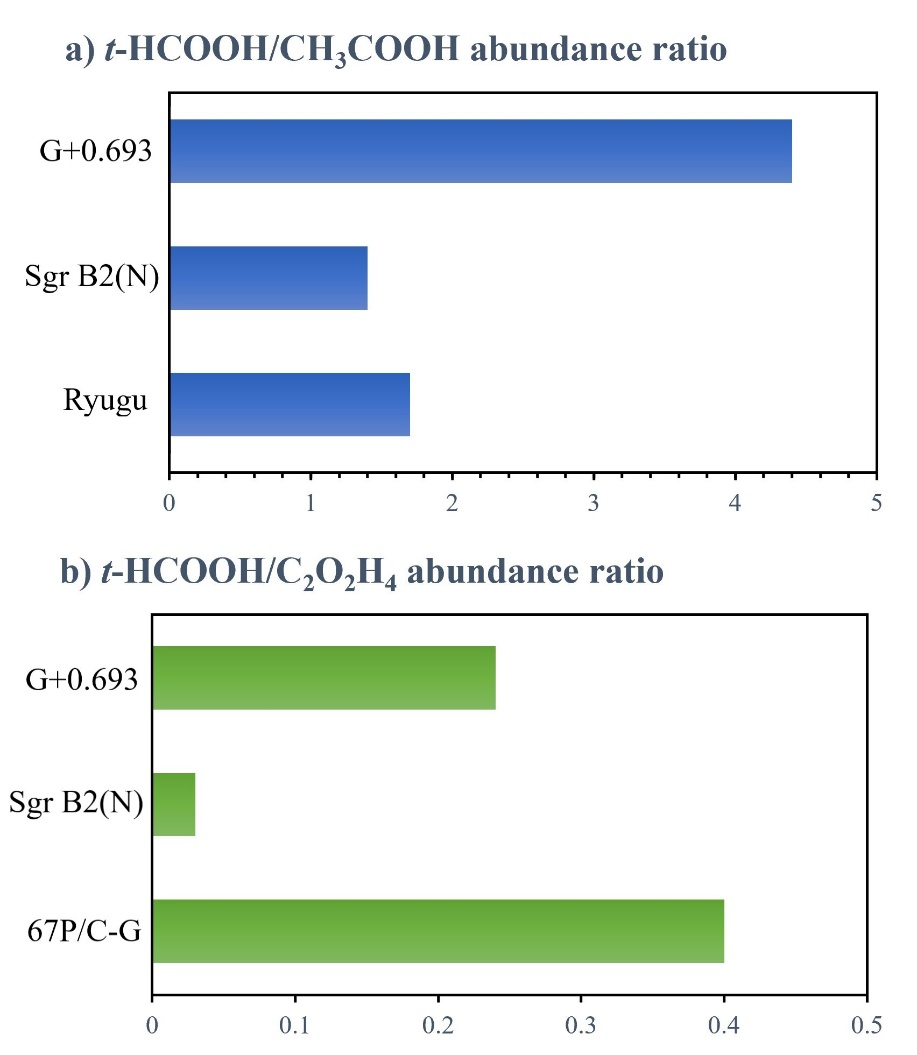 a) t-HCOOH/CH₃COOH abundance ratio
G+0.693
Sgr B2(N)
Ryugu
0 1 2 3 4 5
b) t-HCOOH/C₂O₂H₄ abundance ratio
G+0.693
Sgr B2(N)
67P/C-G
0 0.1 0.2 0.3 0.4 0.5